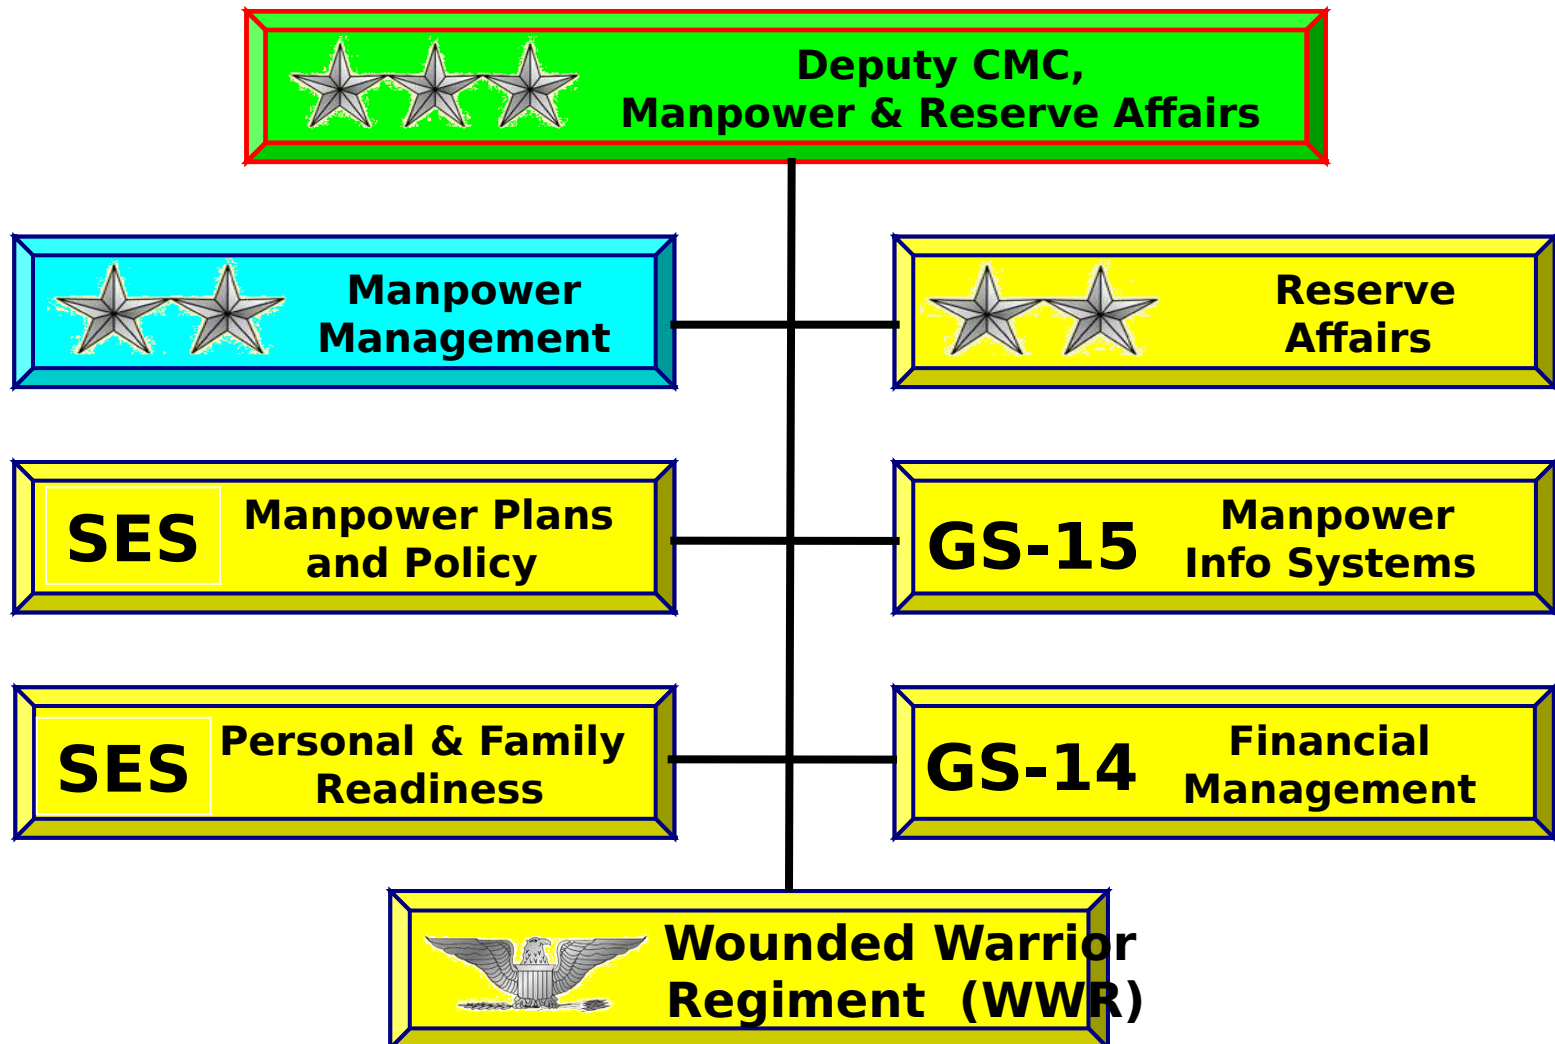 Deputy CMC,
Manpower & Reserve Affairs
Manpower
Management
Reserve
Affairs
SES
Manpower Plans
and Policy
GS-15
Manpower
Info Systems
SES
Personal & Family
Readiness
GS-14
Financial
Management
Wounded Warrior
Regiment  (WWR)